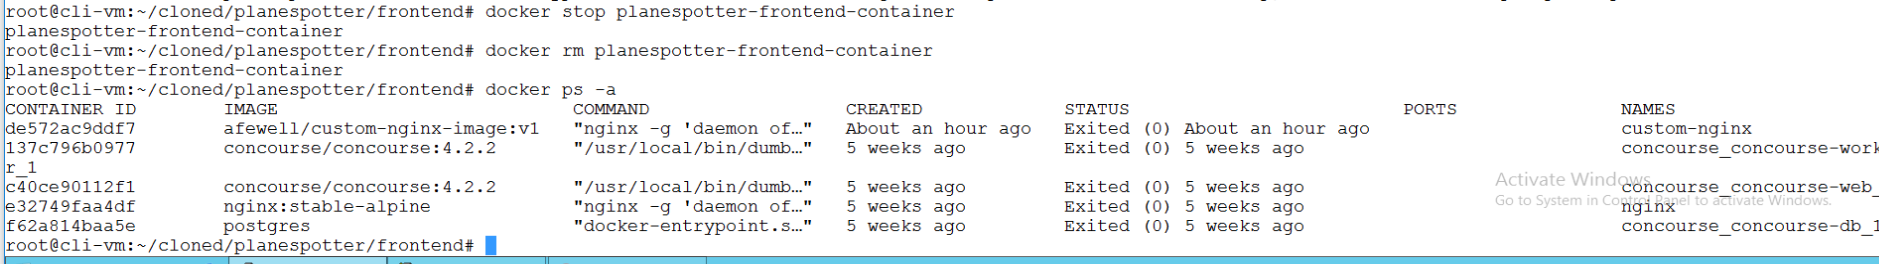 root@cli-vm:~/cloned/planespotter/frontend# docker stop planespotter-frontend-container
planespotter-frontend-container
root@cli-vm:~/cloned/planespotter/frontend# docker rm planespotter-frontend-container
planespotter-frontend-container
root@cli-vm:~/cloned/planespotter/frontend# docker ps -a
CONTAINER ID IMAGE COMMAND CREATED STATUS PORTS NAMES
de572ac9ddf7 afewell/custom-nginx-image:v1 "nginx -g 'daemon of…" About an hour ago Exited (0) About an hour ago custom-nginx
137c796b0977 concourse/concourse:4.2.2 "/usr/local/bin/dumb…" 5 weeks ago Exited (0) 5 weeks ago concourse_concourse-work
r_1
c40ce90112f1 concourse/concourse:4.2.2 "/usr/local/bin/dumb…" 5 weeks ago Exited (0) 5 weeks ago concourse_concourse-web_
e32749faa4df nginx:stable-alpine "nginx -g 'daemon of…" 5 weeks ago Exited (0) 5 weeks ago nginx
f62a814baa5e postgres "docker-entrypoint.s…" 5 weeks ago Exited (0) 5 weeks ago concourse_concourse-db_1
root@cli-vm:~/cloned/planespotter/frontend#
Activate Windows
Go to System in Control Panel to activate Windows.